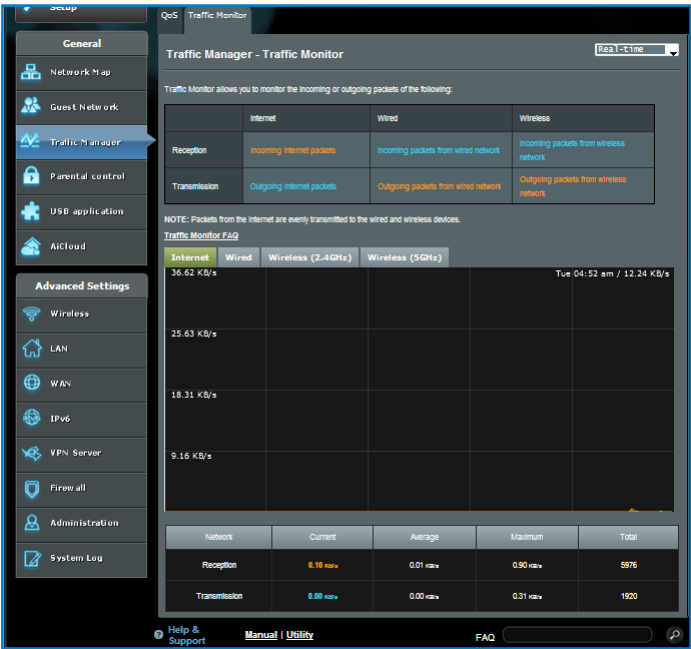 Setup
General
Network Map
Guest Network
Traffic Manager
Parental control
USB application
AiCloud
Advanced Settings
Wireless
LAN
WAN
IPv6
VPN Server
Firewall
Administration
System Log
QoS Traffic Monitor
Traffic Manager - Traffic Monitor
Real-time
Traffic Monitor allows you to monitor the incoming or outgoing packets of the following:
Internet Wired Wireless
Reception Incoming Internet packets Incoming packets from wired network Incoming packets from wireless
network
Transmission Outgoing Internet packets Outgoing packets from wired network Outgoing packets from wireless
network
NOTE: Packets from the Internet are evenly transmitted to the wired and wireless devices.
Traffic Monitor FAQ
Internet Wired Wireless (2.4GHz) Wireless (5GHz)
36.62 KB/s Tue 04:52 am / 12.24 KB/s
25.63 KB/s
18.31 KB/s
9.16 KB/s
Network Current Average Maximum Total
Reception 0.10 KB/s 0.01 KB/s 0.90 KB/s 5976
Transmission 0.00 KB/s 0.00 KB/s 0.31 KB/s 1920
Help &
Support
Manual | Utility
FAQ